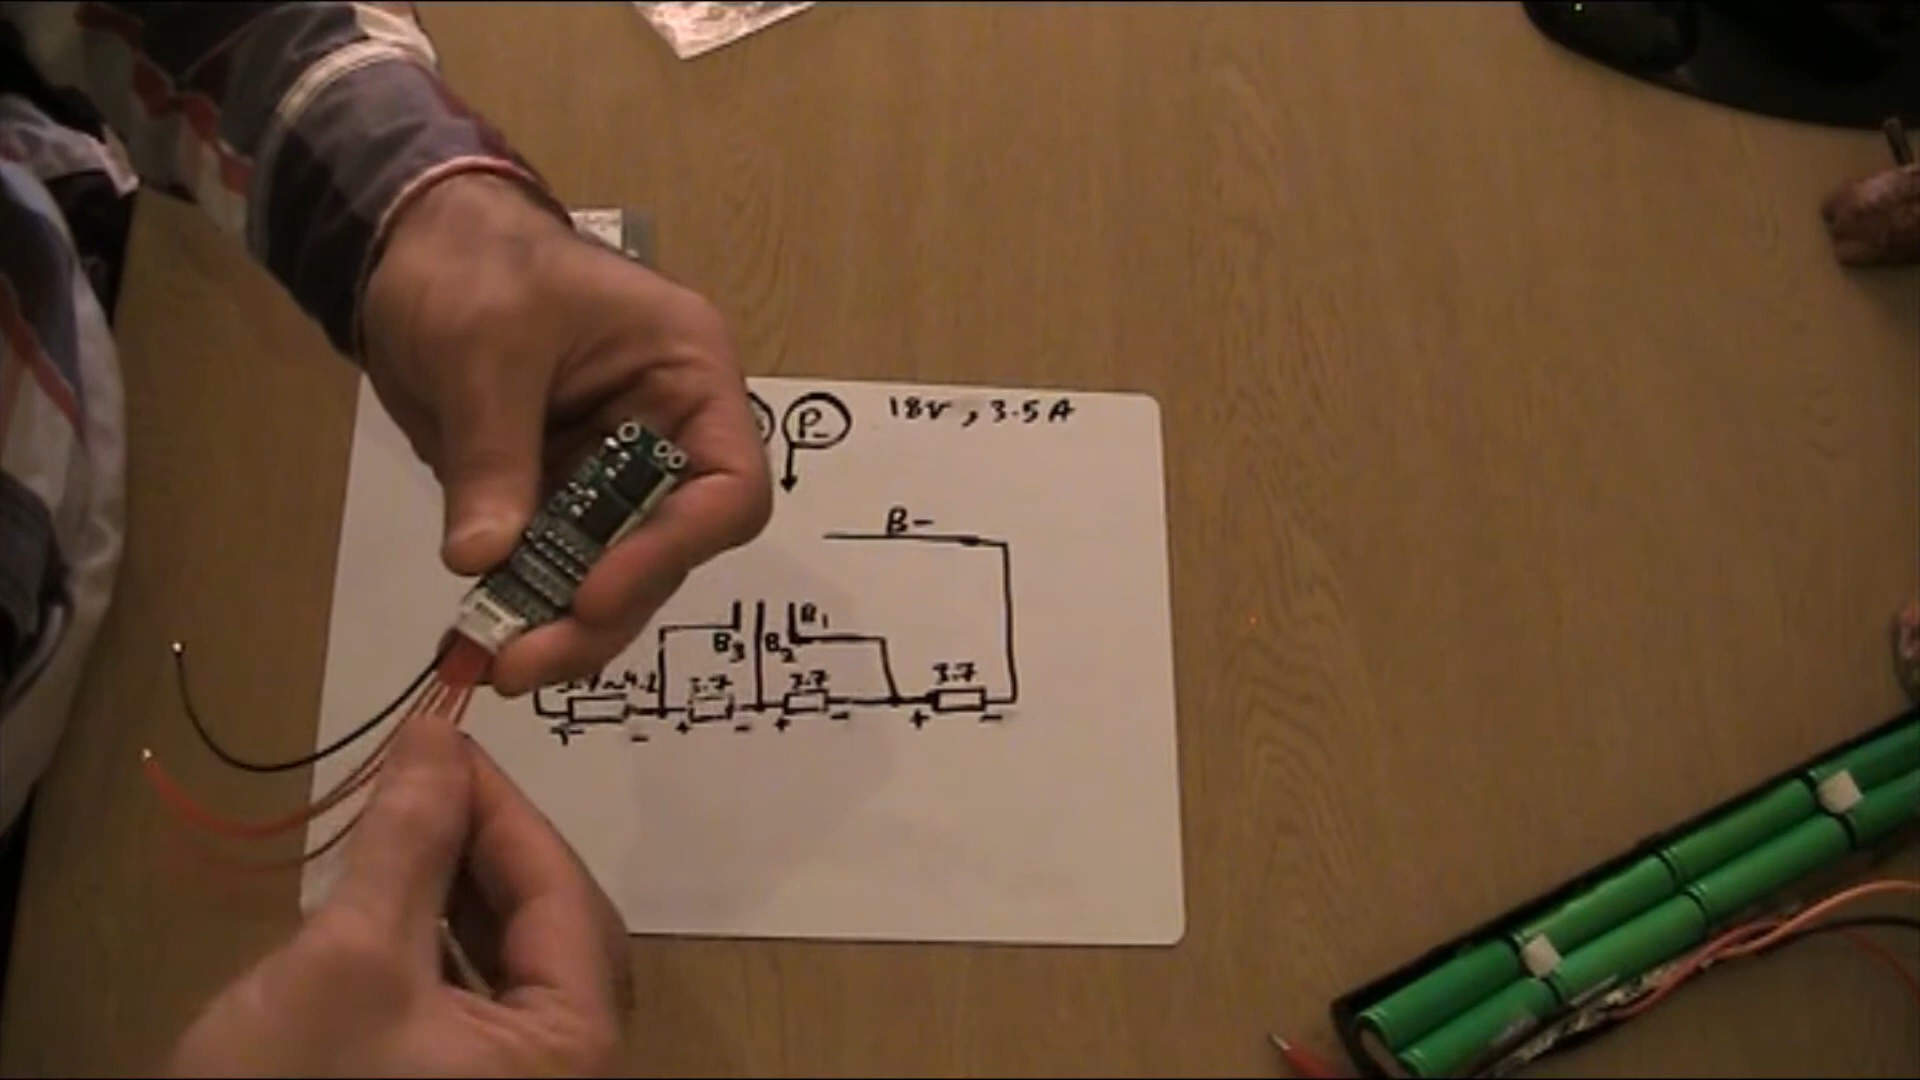 P- 18V, 3.5A
B-
B1
B3 B2
3.7 3.7 3.7
+ - + - + -
-